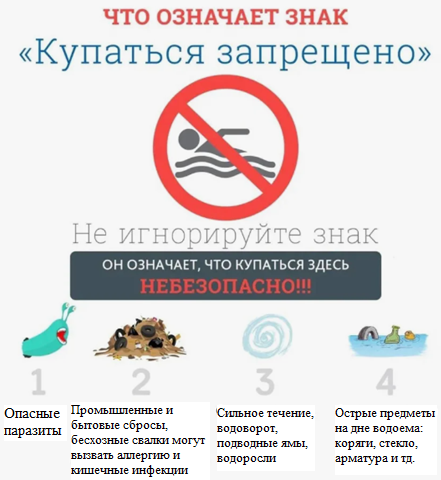 ЧТО ОЗНАЧАЕТ ЗНАК
«Купаться запрещено»
Не игнорируйте знак
ОН ОЗНАЧАЕТ, ЧТО КУПАТЬСЯ ЗДЕСЬ
НЕБЕЗОПАСНО!!!
1
Опасные
паразиты
2
Промышленные и
бытовые сбросы,
бесхозные свалки могут
вызвать аллергию и
кишечные инфекции
3
Сильное течение,
водоворот,
подводные ямы,
водоросли
4
Острые предметы
на дне водоема:
коряги, стекло,
арматура и тд.